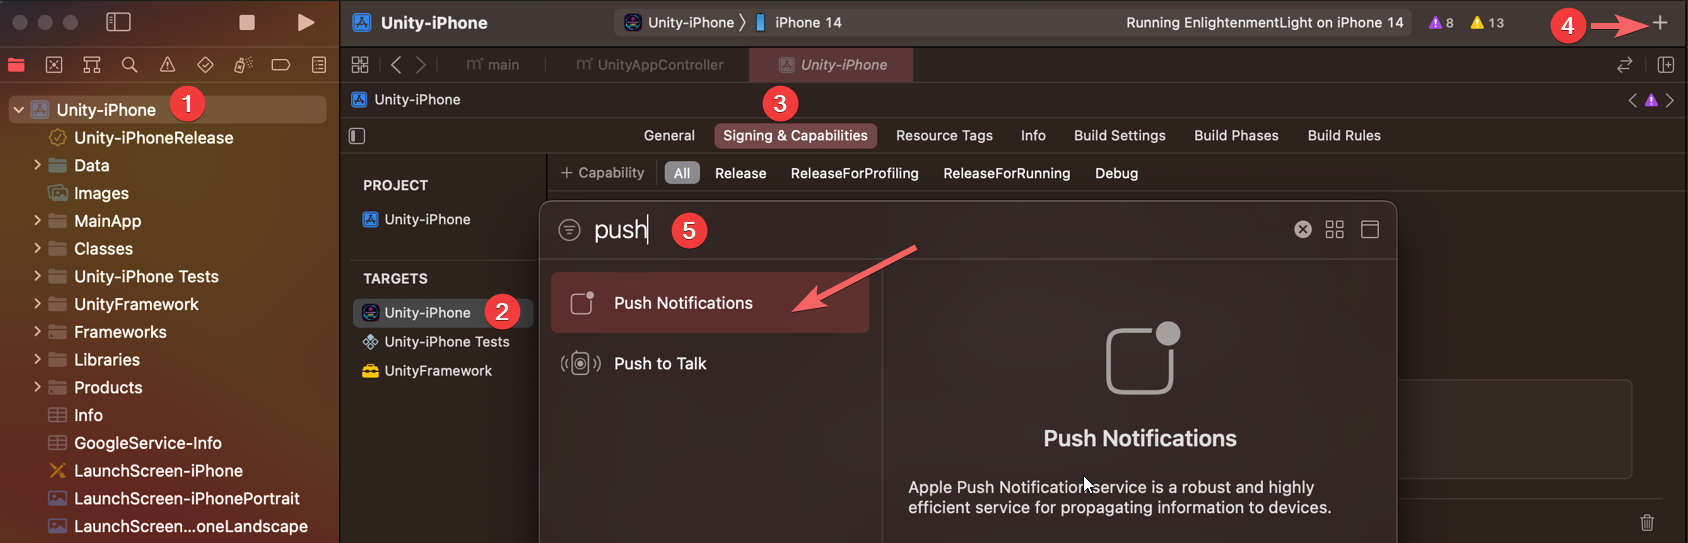 Unity-iPhone
Unity-iPhone
iPhone 14
Running EnlightenmentLight on iPhone 14
8
13
4
main
UnityAppController
Unity-iPhone
Unity-iPhone
1
Unity-iPhoneRelease
Data
Images
MainApp
Classes
Unity-iPhone Tests
UnityFramework
Frameworks
Libraries
Products
Info
GoogleService-Info
LaunchScreen-iPhone
LaunchScreen-iPhonePortrait
LaunchScreen...oneLandscape
Unity-iPhone
3
General
Signing & Capabilities
Resource Tags
Info
Build Settings
Build Phases
Build Rules
+ Capability
All
Release
ReleaseForProfiling
ReleaseForRunning
Debug
PROJECT
Unity-iPhone
TARGETS
Unity-iPhone
2
Unity-iPhone Tests
UnityFramework
push
5
Push Notifications
Push to Talk
Push Notifications
Apple Push Notification service is a robust and highly
efficient service for propagating information to devices.